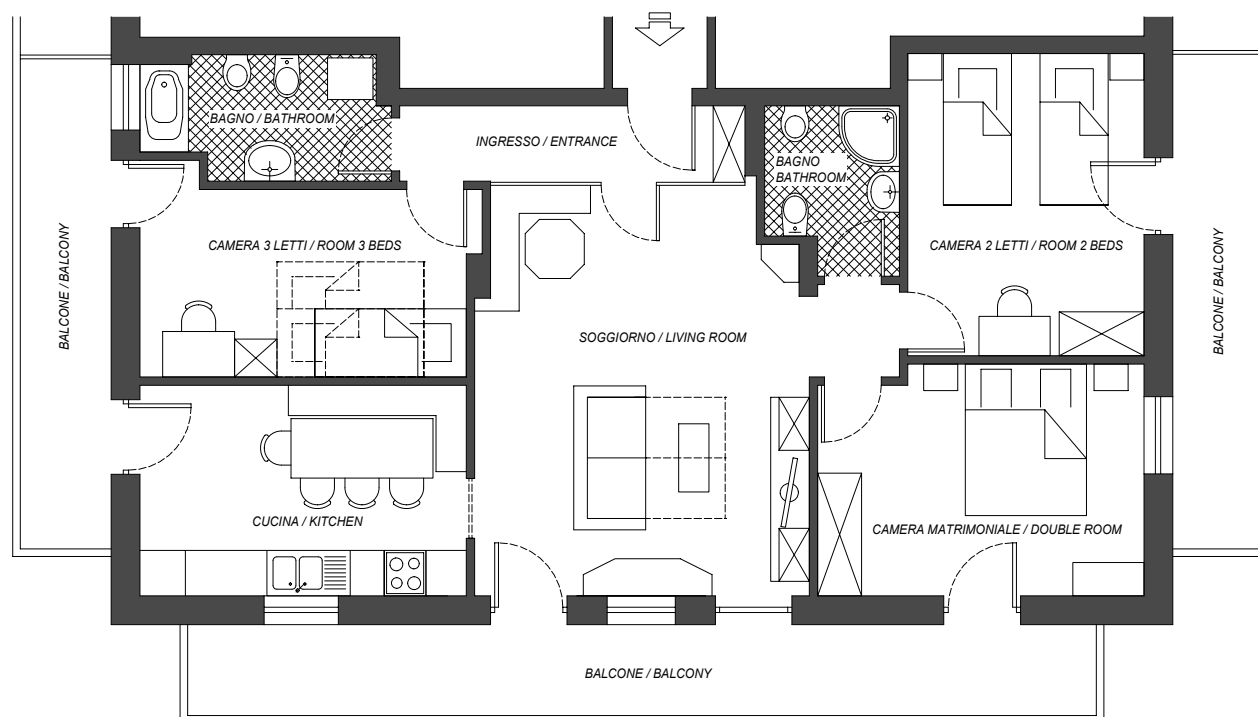 BAGNO / BATHROOM
INGRESSO / ENTRANCE
BAGNO
BATHROOM
CAMERA 3 LETTI / ROOM 3 BEDS
CAMERA 2 LETTI / ROOM 2 BEDS
BALCONE / BALCONY
SOGGIORNO / LIVING ROOM
BALCONE / BALCONY
CUCINA / KITCHEN
CAMERA MATRIMONIALE / DOUBLE ROOM
BALCONE / BALCONY